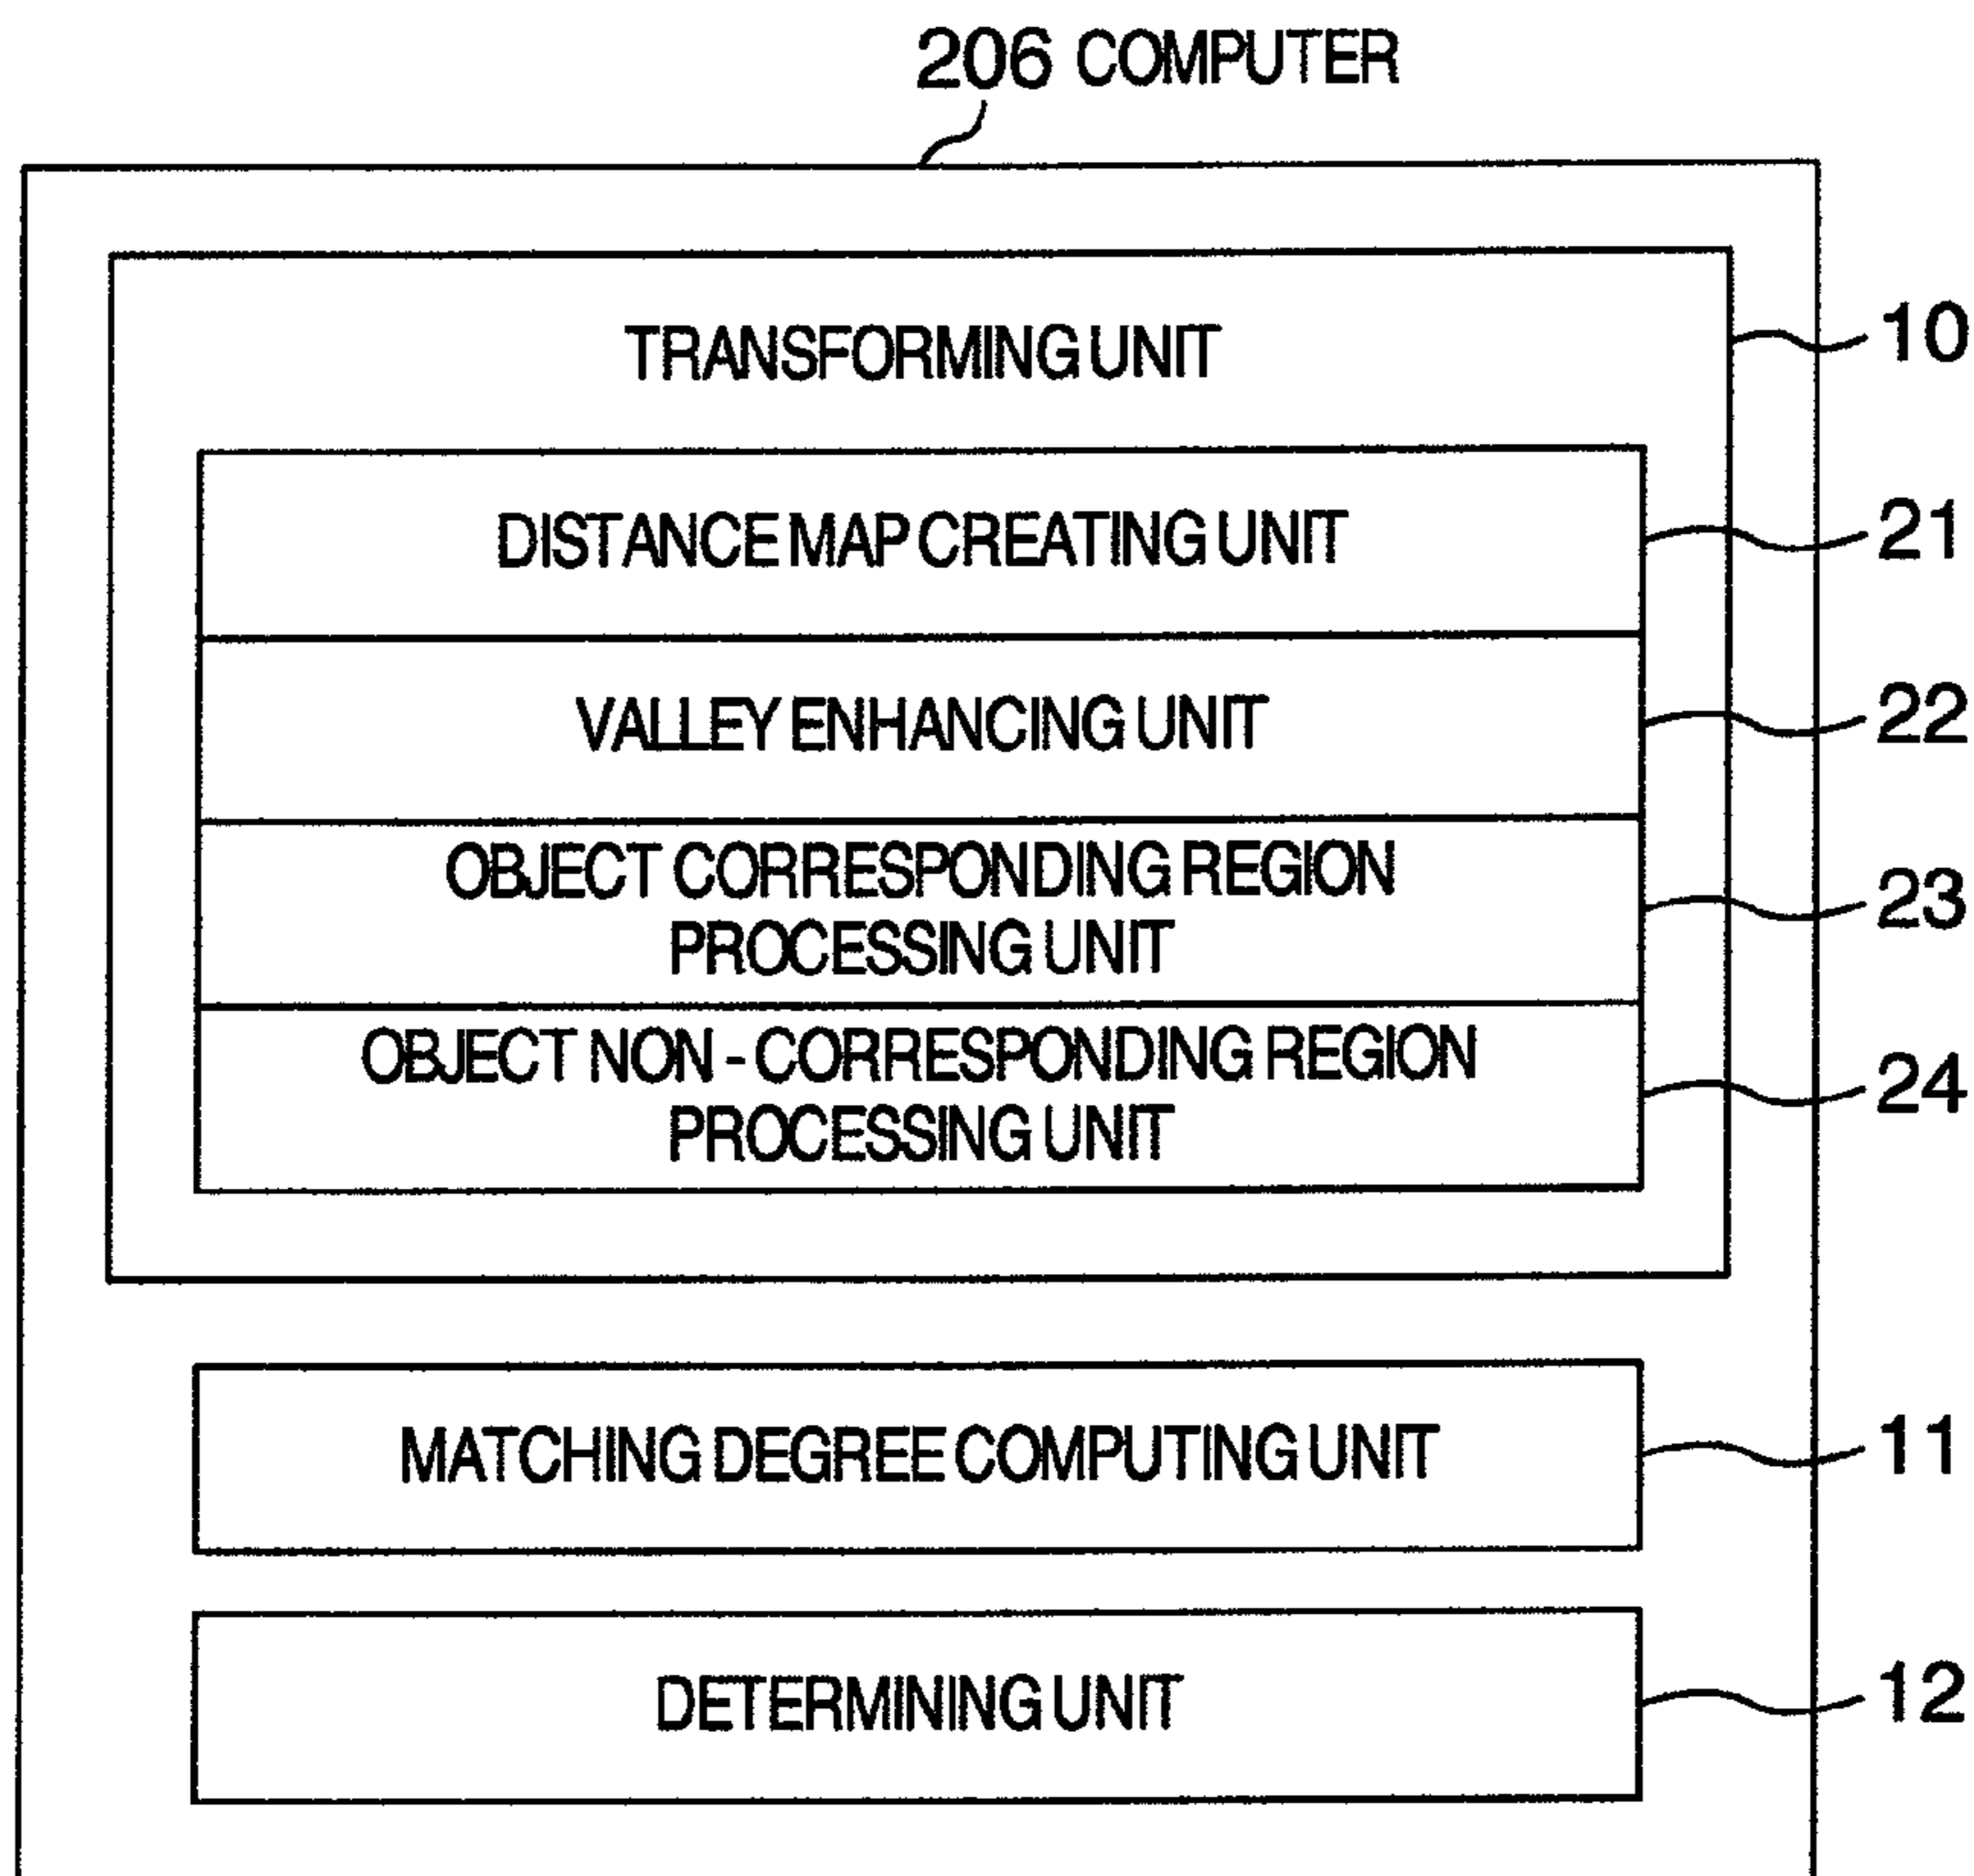 206 COMPUTER
TRANSFORMING UNIT
10
DISTANCE MAP CREATING UNIT
21
VALLEY ENHANCING UNIT
22
OBJECT CORRESPONDING REGION
PROCESSING UNIT
23
OBJECT NON-CORRESPONDING REGION
PROCESSING UNIT
24
MATCHING DEGREE COMPUTING UNIT
11
DETERMINING UNIT
12